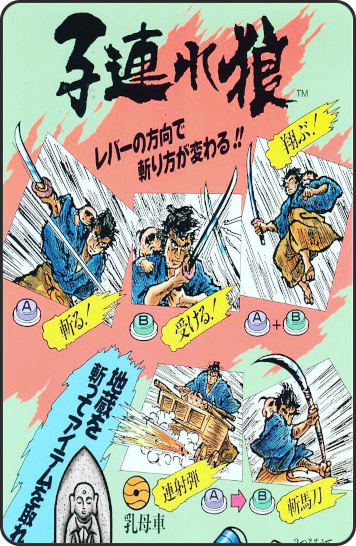 子連れ狼
TM
レバーの方向で
斬り方が変わる!!
翔ぶ!
A
斬る!
B
受ける!
A+B
地蔵を
斬ってアイテムを取れ
連射弾
乳母車
A
B
斬馬刀